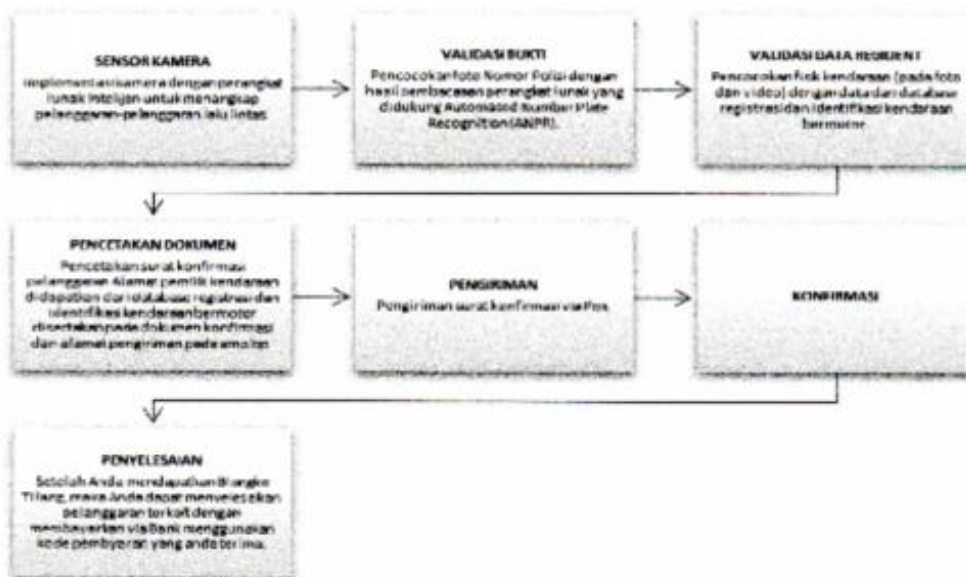 SENSOR KAMERA
Implementasi kamera dengan perangkat
lunak Intelijen untuk menangkap
pelanggaran-pelanggaran lalu lintas
VALIDASI BUKTI
Pencocokan foto Nomor Polisi dengan
hasil pembacaan perangkat lunak yang
didukung Automated Number Plate
Recognition (ANPR).
VALIDASI DATA REGIDENT
Pencocokan fisik kendaraan (pada foto
dan video) dengan data dan database
registrasi dan identifikasi kendaraan
bermotor
PENCETAKAN DOKUMEN
Pencetakan surat konfirmasi
pelanggaran Alamat pemilik kendaraan
didapatkan dari database registrasi dan
identifikasi kendaraan bermotor
disertakan pada dokumen konfirmasi
dan alamat pengiriman pada amplop
PENGIRIMAN
Pengiriman surat konfirmasi via Pos
KONFIRMASI
PENYELESAIAN
Setelah Anda mendapatkan Blangko
Tilang, maka Anda dapat menyelesaikan
pelanggaran terkait dengan
membayarkan via Bank menggunakan
kode pembyaran yang anda terima.